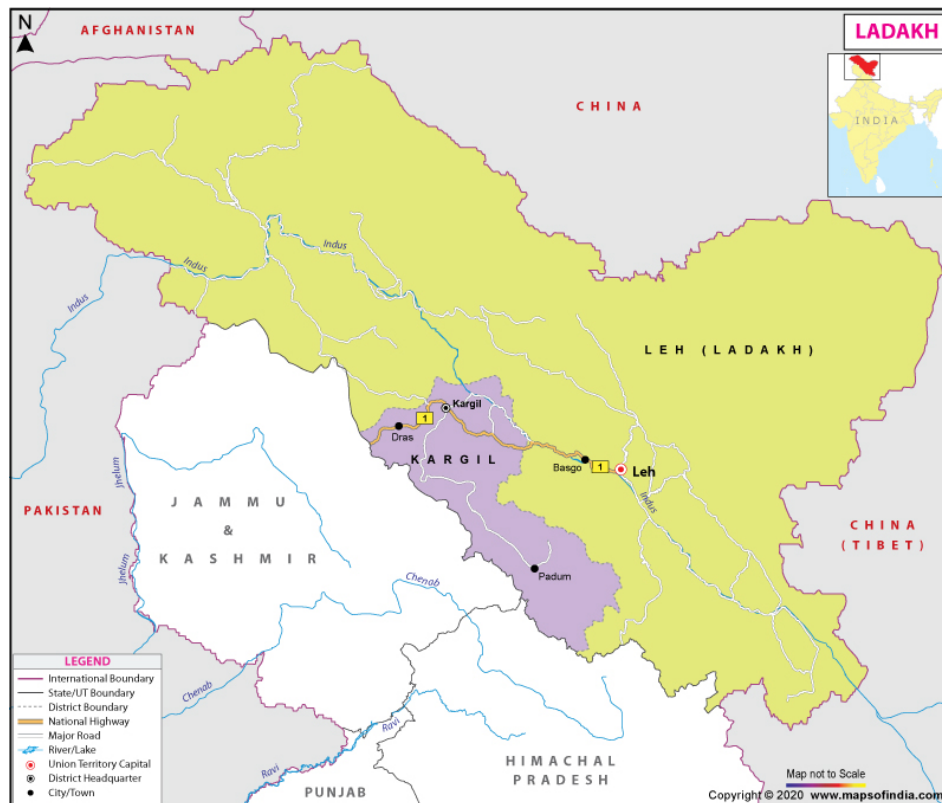 N
AFGHANISTAN
LADAKH
INDIA
CHINA
Indus
Indus
Indus
LEH (LADAKH)
Kargil
1
Dras
KARGIL
Basgo
1
Leh
Indus
Jhelum
PAKISTAN
JAMMU
&
KASHMIR
CHINA
(TIBET)
Jhelum
Padum
Chenab
Chenab
Ravi
Ravi
HIMACHAL
PRADESH
PUNJAB
LEGEND
International Boundary
State/UT Boundary
District Boundary
National Highway
Major Road
River/Lake
Union Territory Capital
District Headquarter
City/Town
Map not to Scale
Copyright © 2020 www.mapsofindia.com